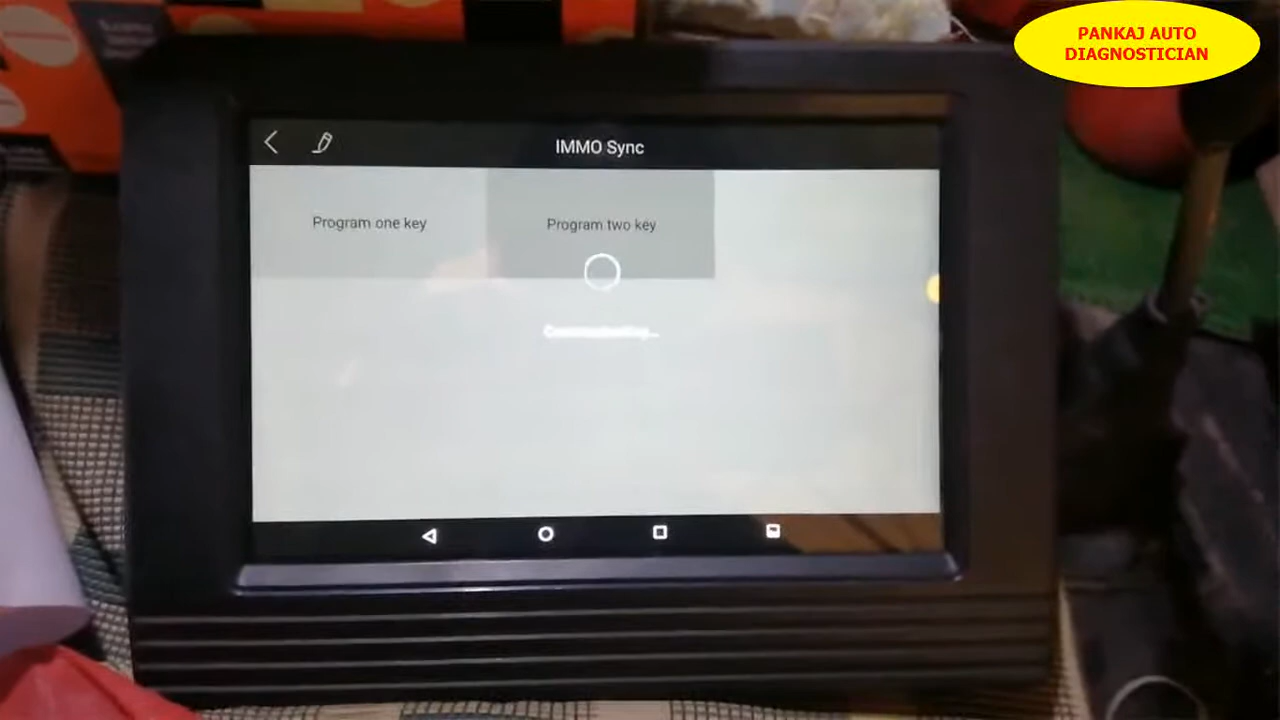 PANKAJ AUTO
DIAGNOSTICIAN
IMMO Sync
Program one key
Program two key